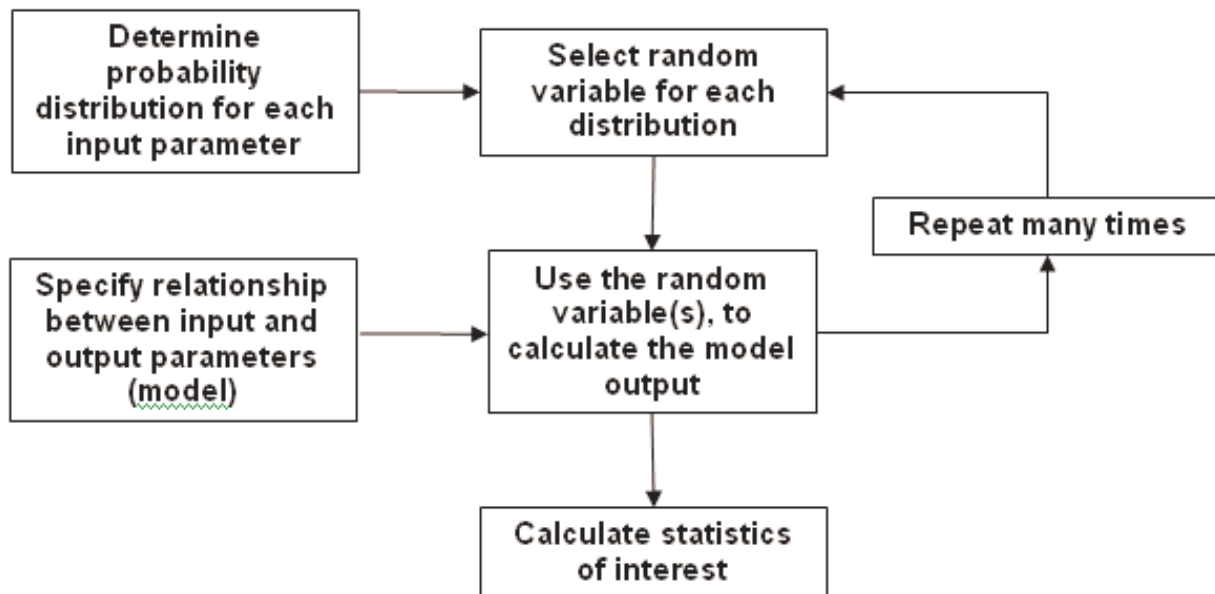 Determine
probability
distribution for each
input parameter
Select random
variable for each
distribution
Repeat many times
Specify relationship
between input and
output parameters
(model)
Use the random
variable(s), to
calculate the model
output
Calculate statistics
of interest